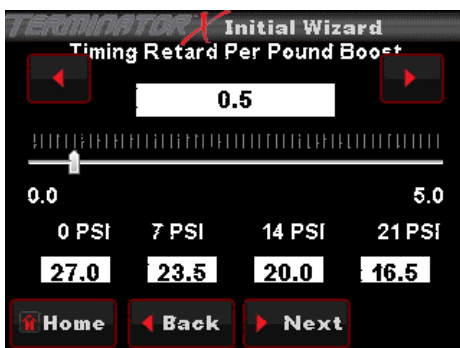 TERMINATOR X Initial Wizard
Timing Retard Per Pound Boost
0.5
0.0 5.0
0 PSI 7 PSI 14 PSI 21 PSI
27.0 23.5 20.0 16.5
Home Back Next